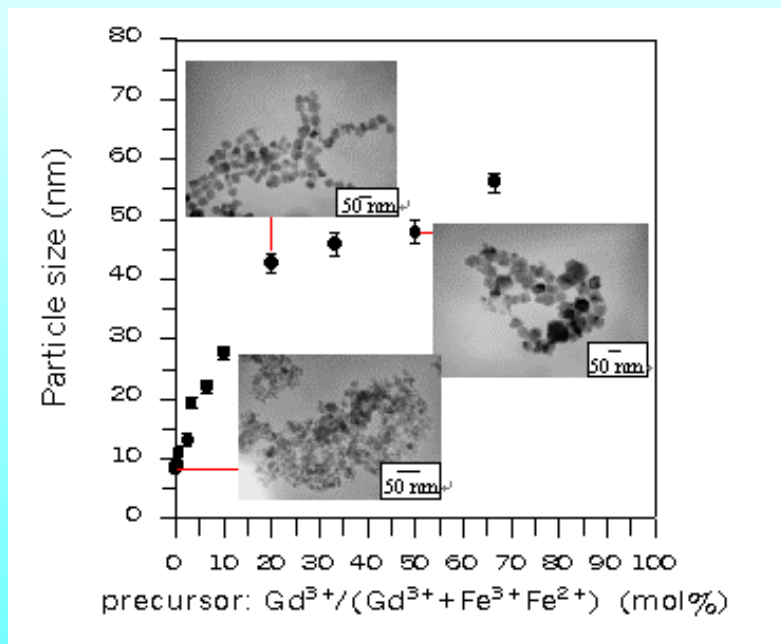 80
70
60
50
40
30
20
10
0
Particle size (nm)
50 nm
50 nm
50 nm
0 10 20 30 40 50 60 70 80 90 100
precursor: Gd³⁺/(Gd³⁺+Fe³⁺Fe²⁺) (mol%)